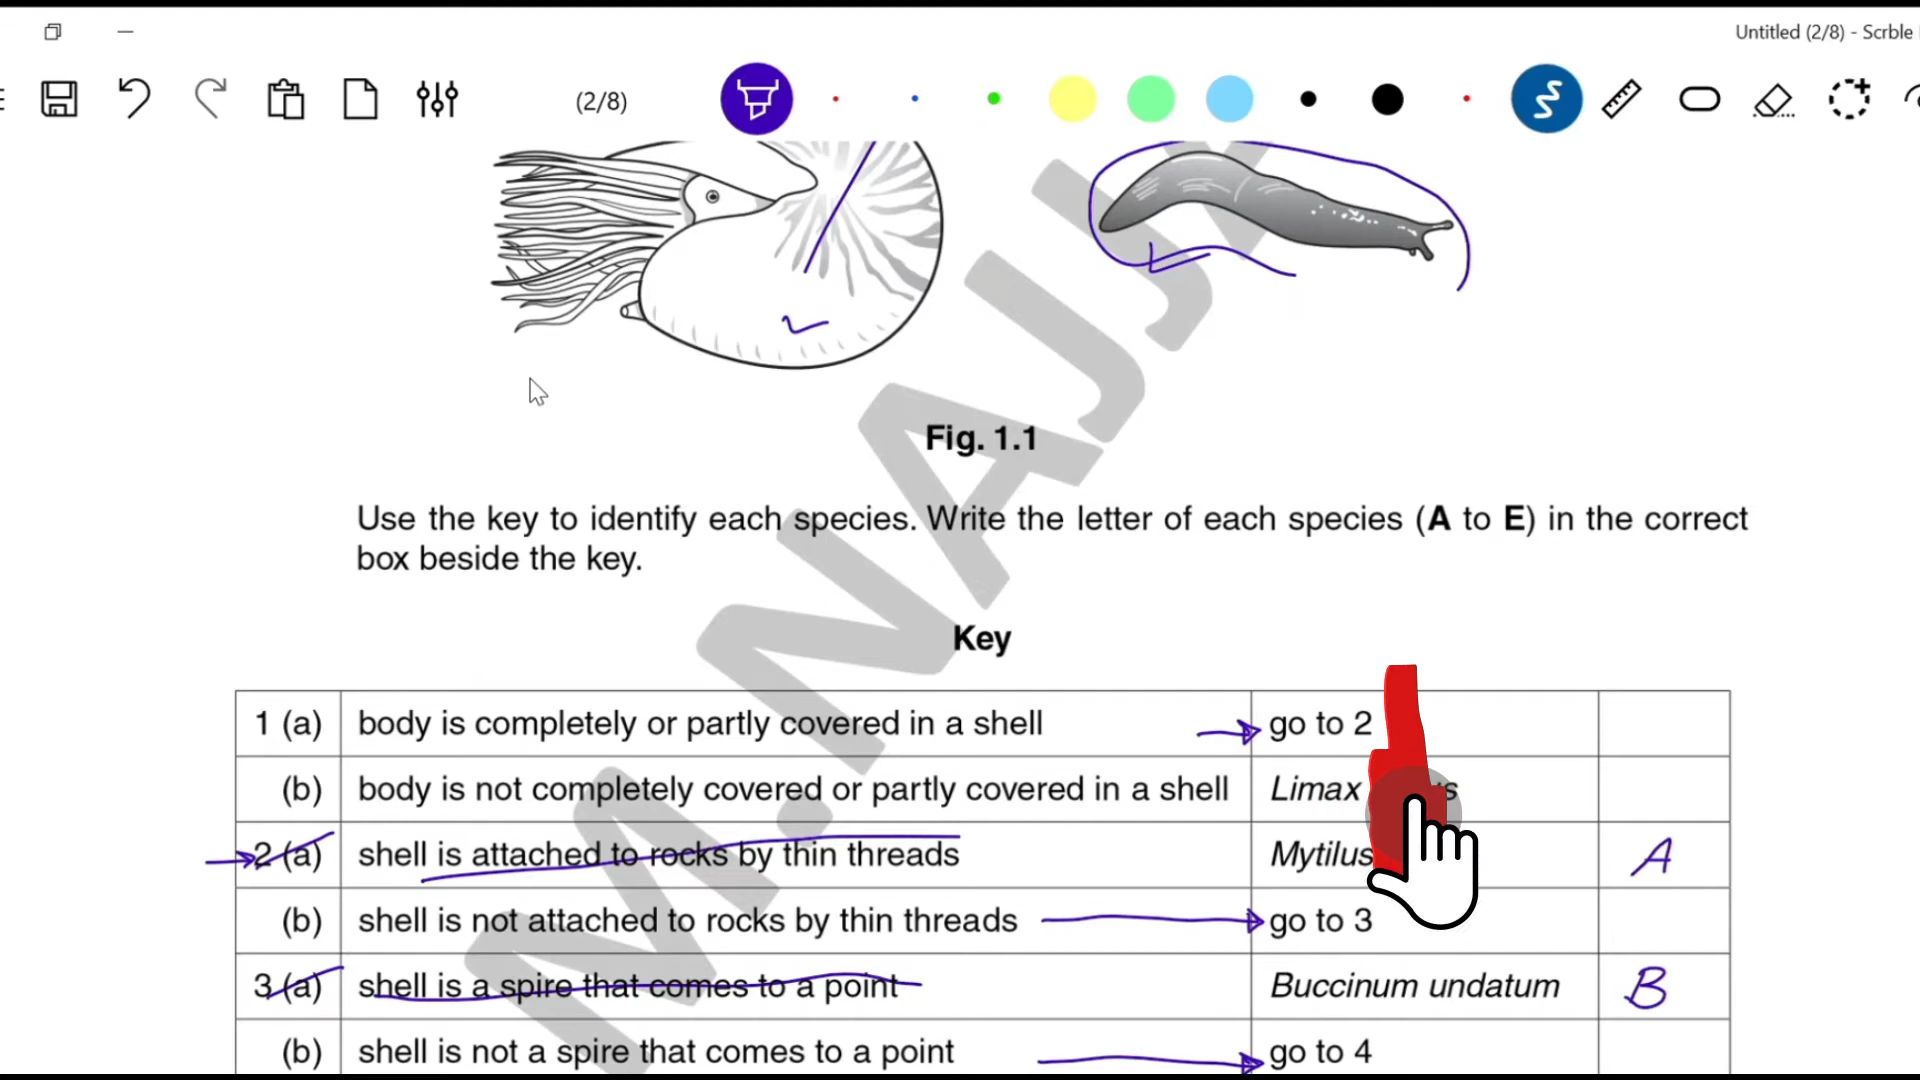 Untitled (2/8) - Scrble
(2/8)
Fig. 1.1
Use the key to identify each species. Write the letter of each species (A to E) in the correct
box beside the key.
Key
1 (a) body is completely or partly covered in a shell go to 2
(b) body is not completely covered or partly covered in a shell Limax
2 (a) shell is attached to rocks by thin threads Mytilus A
(b) shell is not attached to rocks by thin threads go to 3
3 (a) shell is a spire that comes to a point Buccinum undatum B
(b) shell is not a spire that comes to a point go to 4